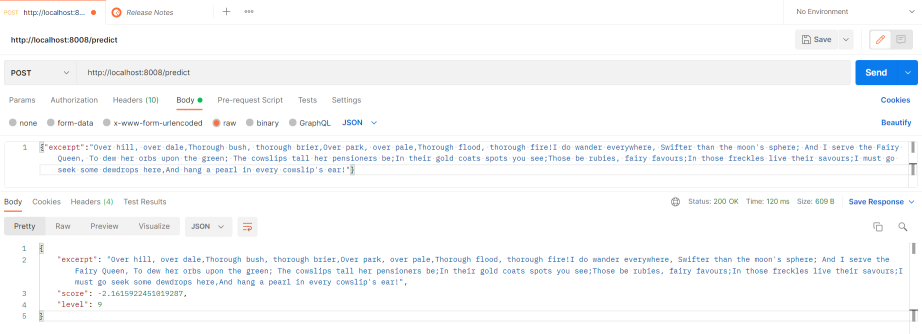 POST http://localhost:8... Release Notes + ••• No Environment
http://localhost:8008/predict Save
POST http://localhost:8008/predict Send
Params Authorization Headers (10) Body Pre-request Script Tests Settings Cookies
none form-data x-www-form-urlencoded raw binary GraphQL JSON Beautify
1 {"excerpt":"Over hill, over dale,Thorough bush, thorough brier,Over park, over pale,Thorough flood, thorough fire!I do wander everywhere, Swifter than the moon's sphere; And I serve the Fairy
Queen, To dew her orbs upon the green; The cowslips tall her pensioners be;In their gold coats spots you see;Those be rubies, fairy favours;In those freckles live their savours;I must go
seek some dewdrops here,And hang a pearl in every cowslip's ear!"}
Body Cookies Headers (4) Test Results Status: 200 OK Time: 120 ms Size: 609 B Save Response
Pretty Raw Preview Visualize JSON
1 {
2 "excerpt": "Over hill, over dale,Thorough bush, thorough brier,Over park, over pale,Thorough flood, thorough fire!I do wander everywhere, Swifter than the moon's sphere; And I serve the
Fairy Queen, To dew her orbs upon the green; The cowslips tall her pensioners be;In their gold coats spots you see;Those be rubies, fairy favours;In those freckles live their savours;I
must go seek some dewdrops here,And hang a pearl in every cowslip's ear!",
3 "score": -2.1615922451019287,
4 "level": 9
5 }